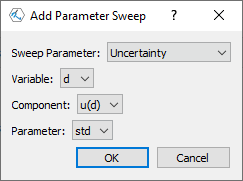 Add Parameter Sweep ? ×
Sweep Parameter: Uncertainty
Variable: d
Component: u(d)
Parameter: std
OK Cancel